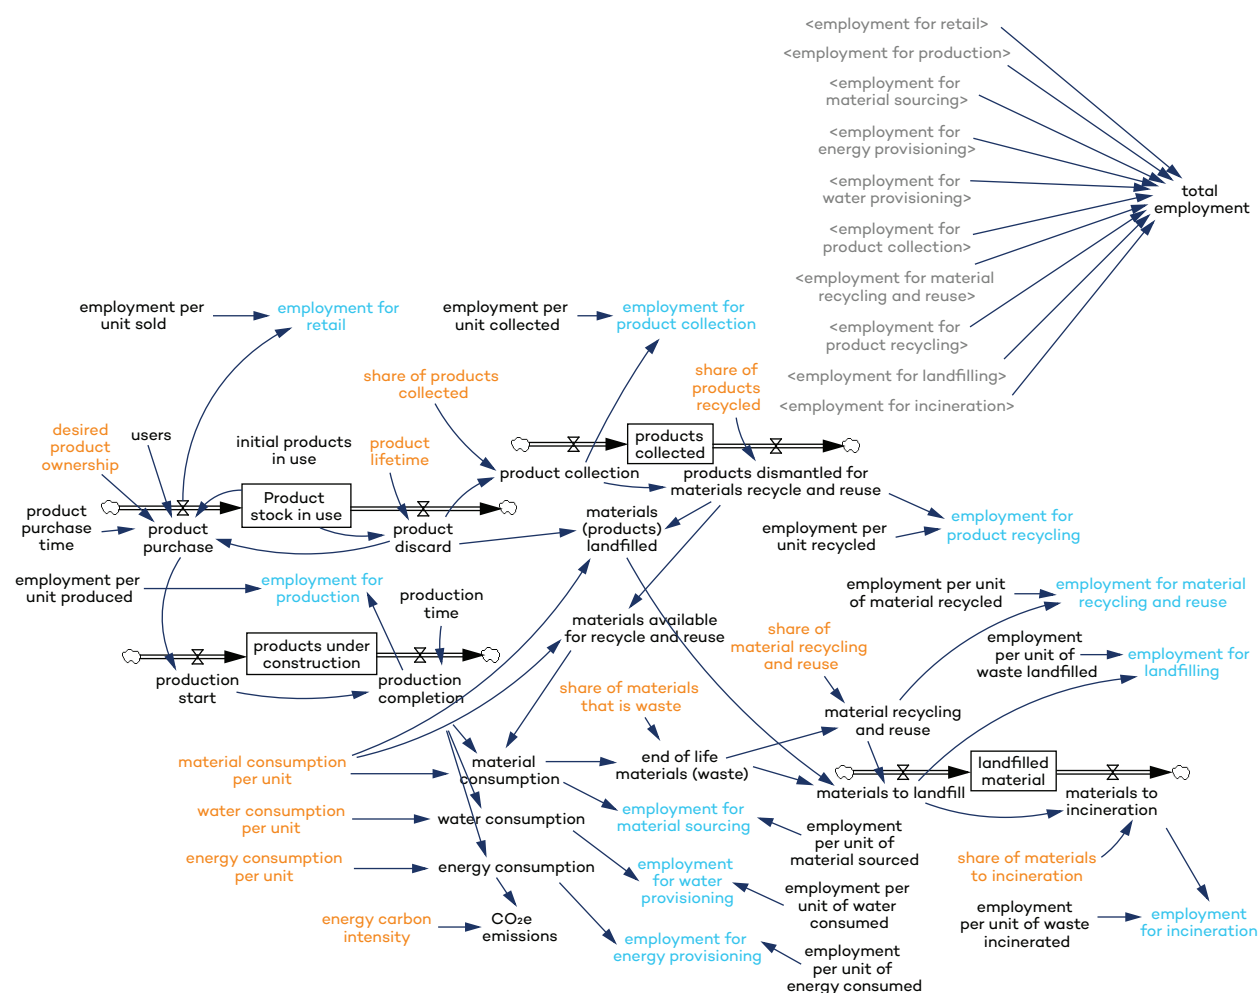 <employment for retail>
<employment for production>
<employment for
material sourcing>
<employment for
energy provisioning>
<employment for
water provisioning>
<employment for
product collection>
<employment for material
recycling and reuse>
<employment for
product recycling>
<employment for landfilling>
<employment for incineration>
total
employment
employment per
unit sold
employment for
retail
employment per
unit collected
employment for
product collection
share of products
collected
share of
products
recycled
desired
product
ownership
users
initial products
in use
product
lifetime
products
collected
product collection
products dismantled for
materials recycle and reuse
Product
stock in use
product
purchase
time
product
purchase
product
discard
materials
(products)
landfilled
employment per
unit recycled
employment for
product recycling
employment per
unit produced
employment for
production
production
time
employment per unit
of material recycled
employment for material
recycling and reuse
materials available
for recycle and reuse
share of
material recycling
and reuse
employment
per unit of
waste landfilled
employment for
landfilling
products under
construction
production
start
production
completion
share of materials
that is waste
material recycling
and reuse
material consumption
per unit
material
consumption
end of life
materials (waste)
landfilled
material
materials to landfill
materials to
incineration
water consumption
per unit
water consumption
employment for
material sourcing
employment
per unit of
material sourced
energy consumption
per unit
energy consumption
employment
for water
provisioning
employment per
unit of water
consumed
share of materials
to incineration
energy carbon
intensity
CO₂e
emissions
employment for
energy provisioning
employment
per unit of
energy consumed
employment
per unit of waste
incinerated
employment
for incineration